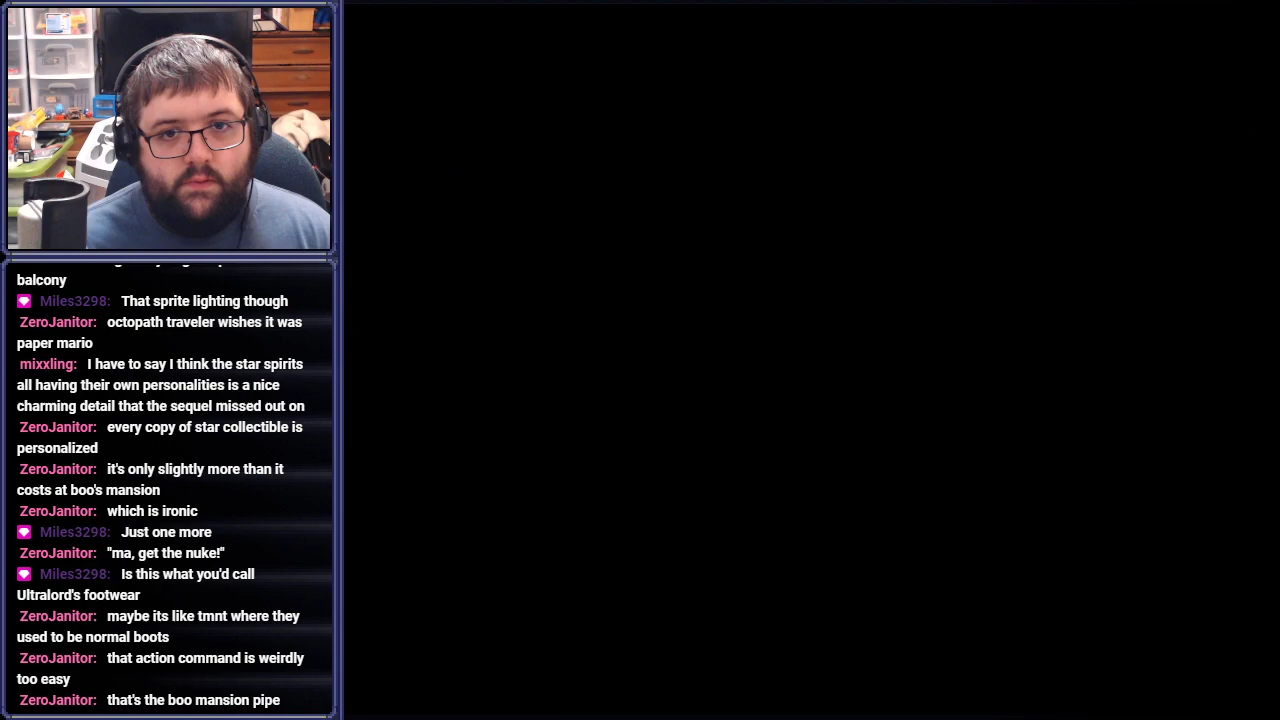 balcony
Miles3298: That sprite lighting though
ZeroJanitor: octopath traveler wishes it was
paper mario
mixxling: I have to say I think the star spirits
all having their own personalities is a nice
charming detail that the sequel missed out on
ZeroJanitor: every copy of star collectible is
personalized
ZeroJanitor: it's only slightly more than it
costs at boo's mansion
ZeroJanitor: which is ironic
Miles3298: Just one more
ZeroJanitor: "ma, get the nuke!"
Miles3298: Is this what you'd call
Ultralord's footwear
ZeroJanitor: maybe its like tmnt where they
used to be normal boots
ZeroJanitor: that action command is weirdly
too easy
ZeroJanitor: that's the boo mansion pipe